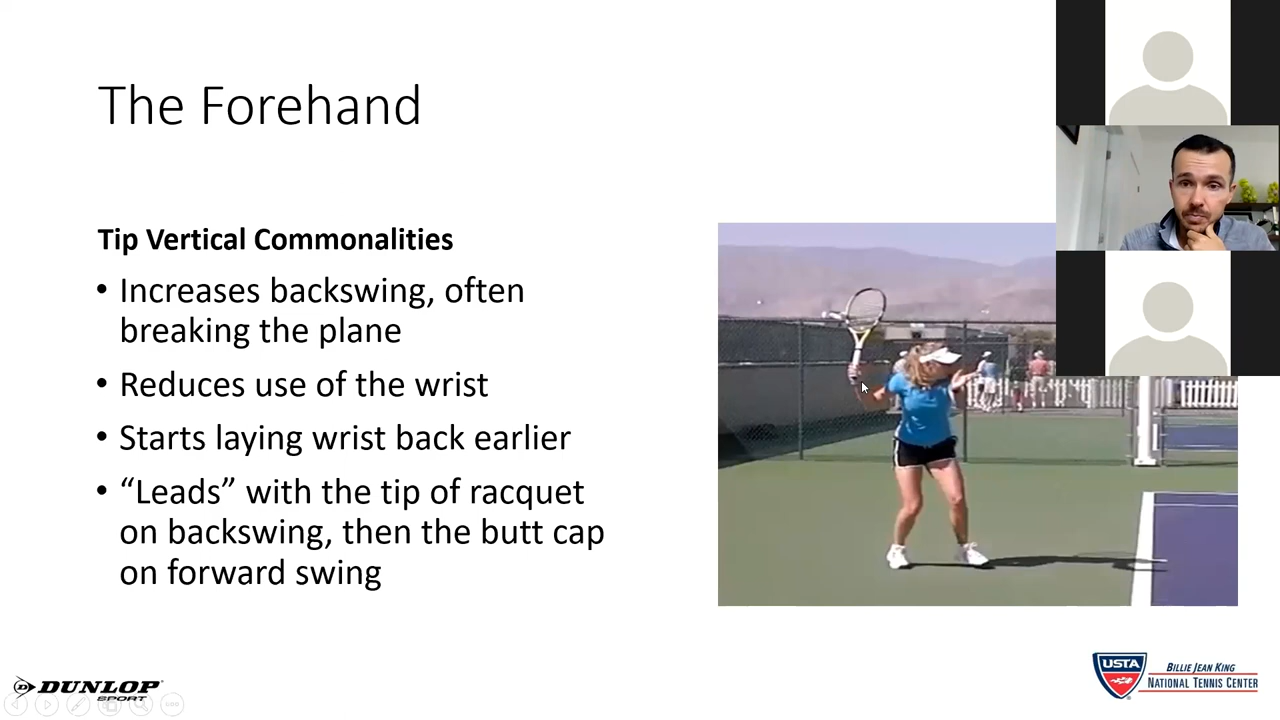 The Forehand
Tip Vertical Commonalities
• Increases backswing, often
breaking the plane
• Reduces use of the wrist
• Starts laying wrist back earlier
• “Leads” with the tip of racquet
on backswing, then the butt cap
on forward swing
DUNLOP
SPORT
USTA
BILLIE JEAN KING
NATIONAL TENNIS CENTER